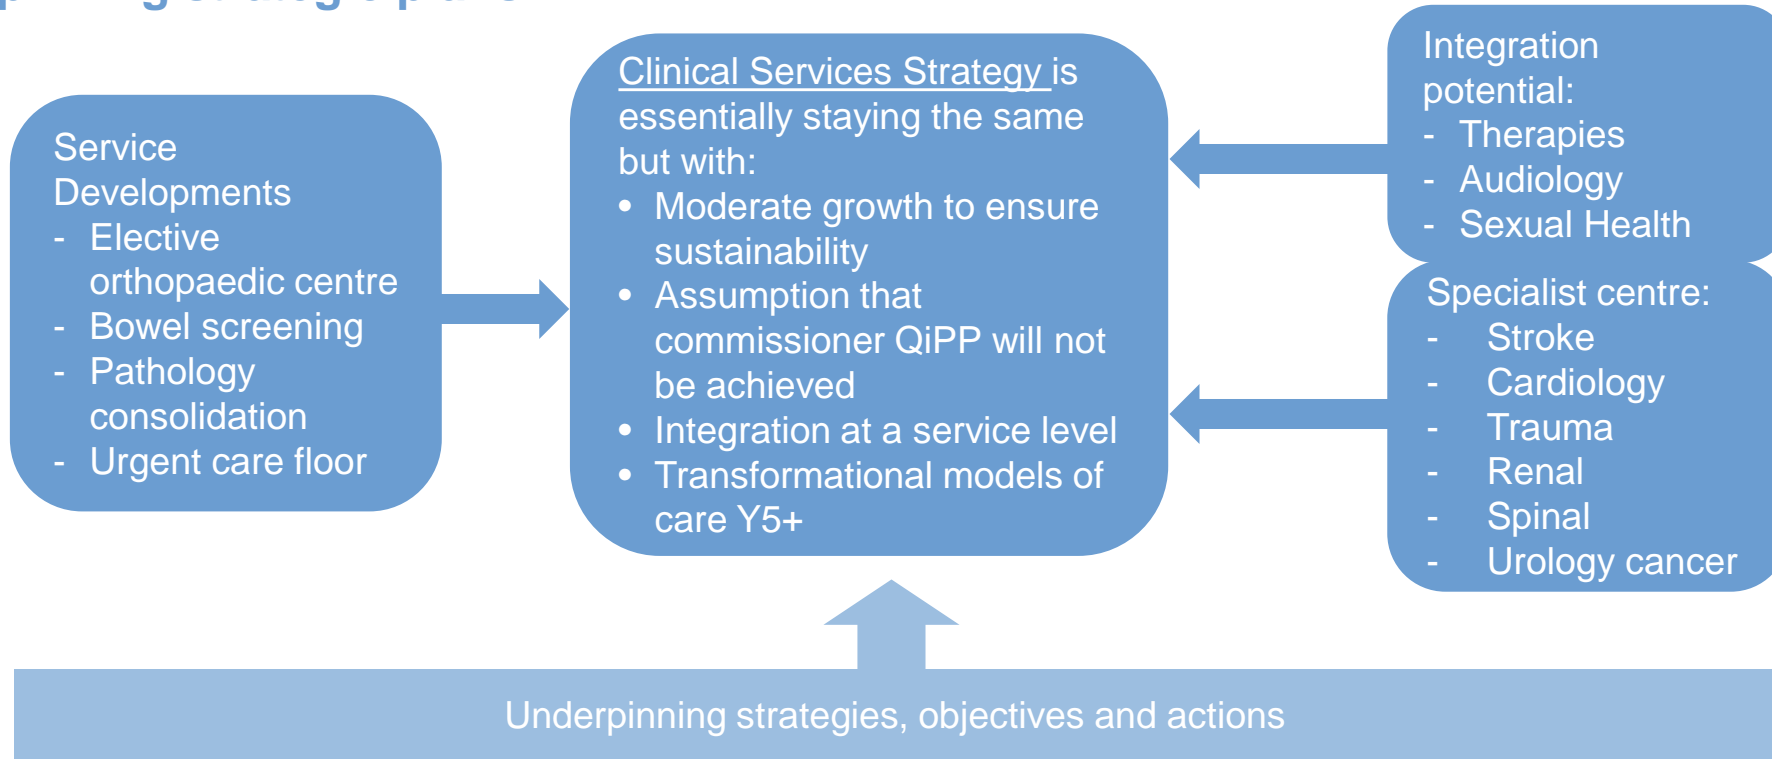 Service
Developments
- Elective
orthopaedic centre
- Bowel screening
- Pathology
consolidation
- Urgent care floor
Clinical Services Strategy is
essentially staying the same
but with:
• Moderate growth to ensure
sustainability
• Assumption that
commissioner QiPP will not
be achieved
• Integration at a service level
• Transformational models of
care Y5+
Integration
potential:
- Therapies
- Audiology
- Sexual Health
Specialist centre:
- Stroke
- Cardiology
- Trauma
- Renal
- Spinal
- Urology cancer
Underpinning strategies, objectives and actions